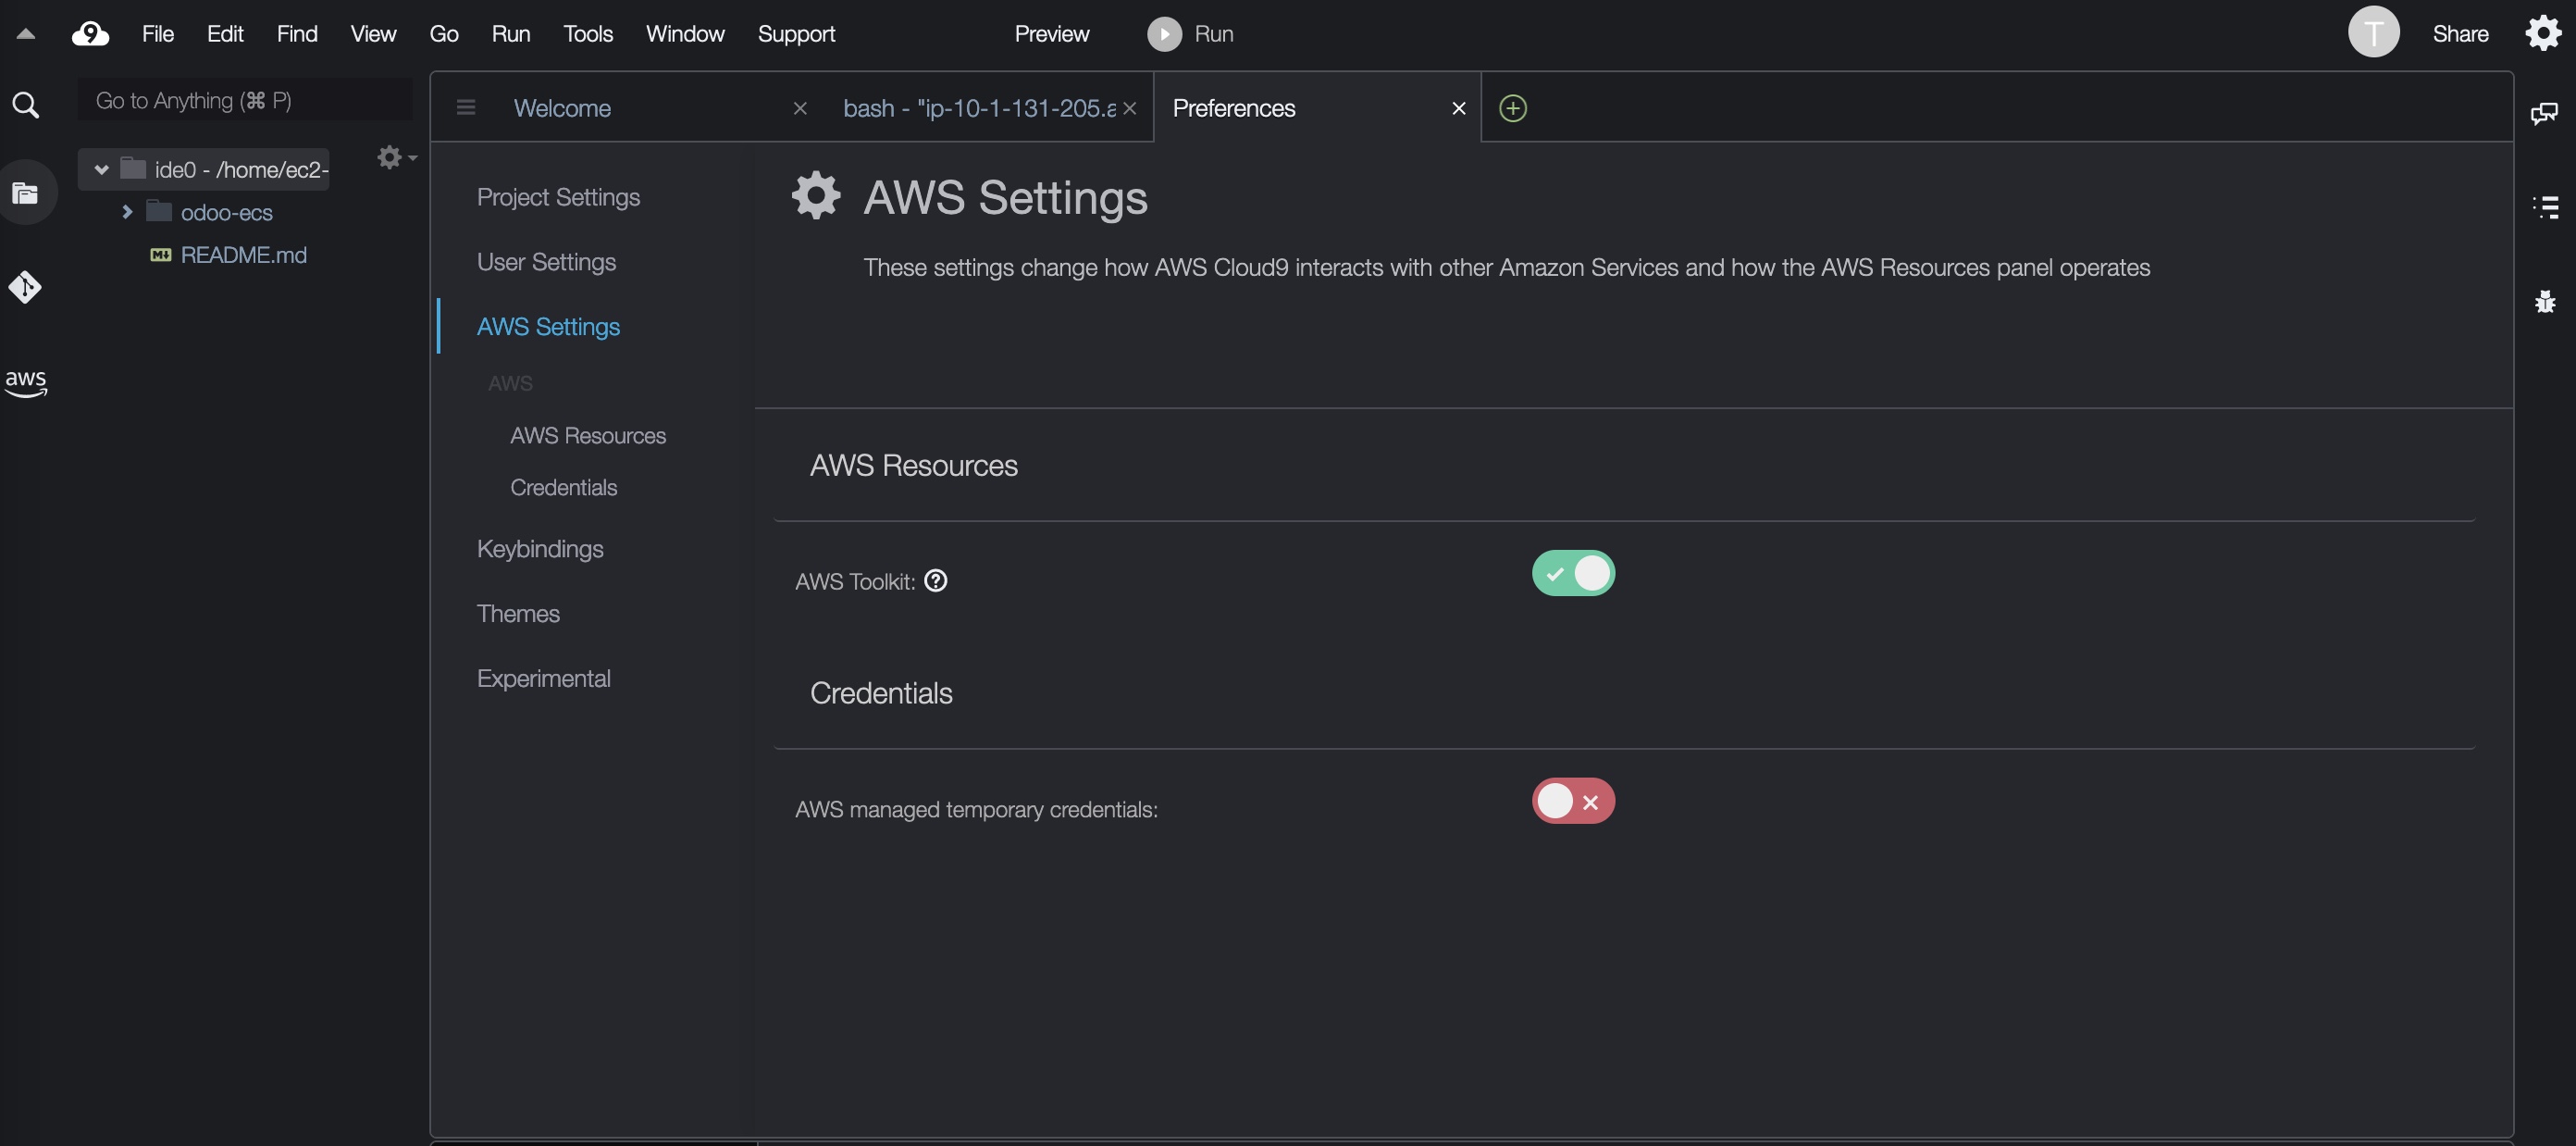 9 File Edit Find View Go Run Tools Window Support Preview Run T Share
Go to Anything (⌘ P)
Welcome bash - "ip-10-1-131-205.a Preferences
ide0 - /home/ec2-
odoo-ecs
README.md
aws
Project Settings
User Settings
AWS Settings
AWS
AWS Resources
Credentials
Keybindings
Themes
Experimental
AWS Settings
These settings change how AWS Cloud9 interacts with other Amazon Services and how the AWS Resources panel operates
AWS Resources
AWS Toolkit: ?
Credentials
AWS managed temporary credentials: